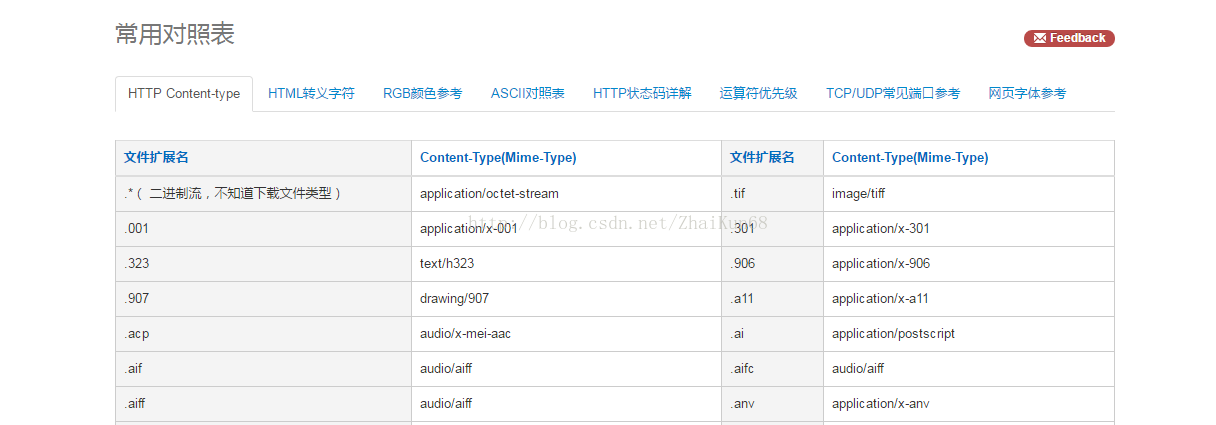 常用对照表
Feedback
HTTP Content-type HTML转义字符 RGB颜色参考 ASCII对照表 HTTP状态码详解 运算符优先级 TCP/UDP常见端口参考 网页字体参考
文件扩展名 Content-Type(Mime-Type) 文件扩展名 Content-Type(Mime-Type)
.*（ 二进制流，不知道下载文件类型） application/octet-stream .tif image/tiff
http://blog.csdn.net/ZhaiKun68
.001 application/x-001 .301 application/x-301
.323 text/h323 .906 application/x-906
.907 drawing/907 .a11 application/x-a11
.acp audio/x-mei-aac .ai application/postscript
.aif audio/aiff .aifc audio/aiff
.aiff audio/aiff .anv application/x-anv